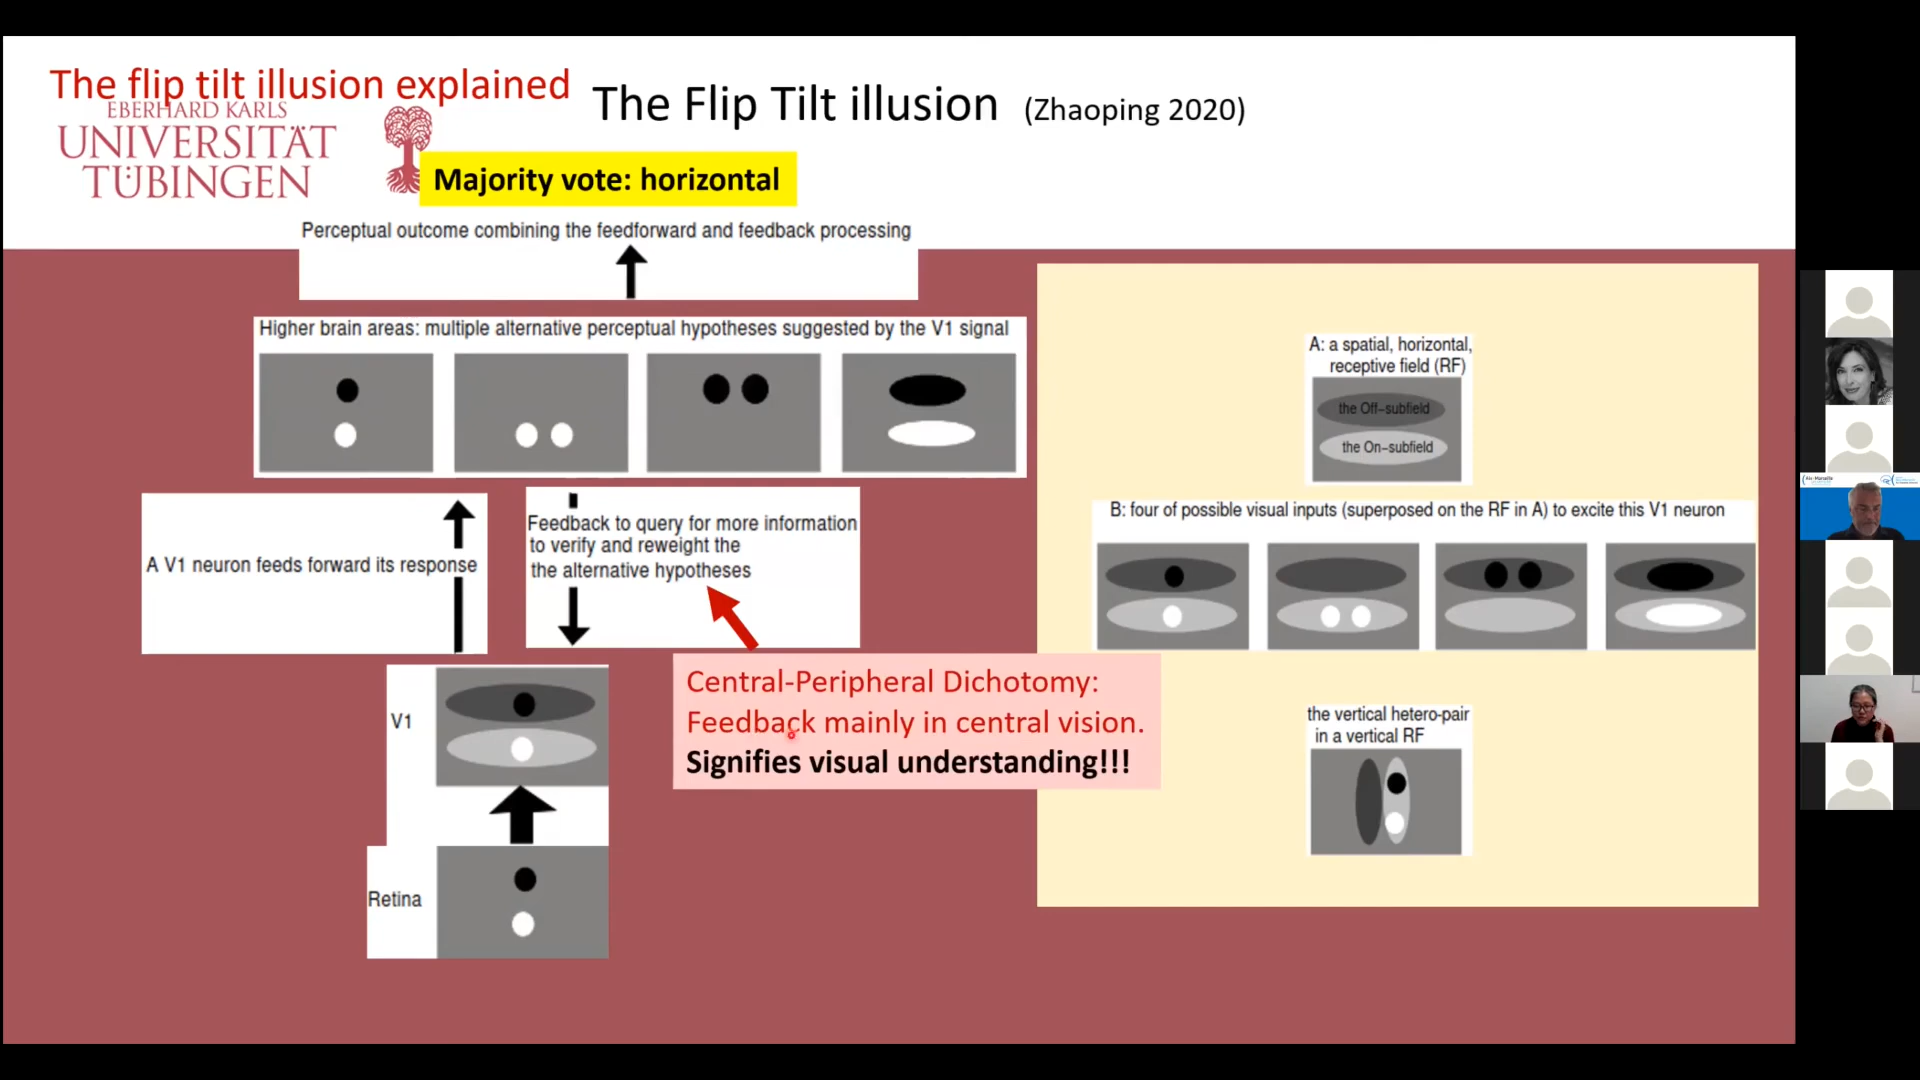 The flip tilt illusion explained
The Flip Tilt illusion (Zhaoping 2020)
EBERHARD KARLS
UNIVERSITÄT
TÜBINGEN
Majority vote: horizontal
Perceptual outcome combining the feedforward and feedback processing
Higher brain areas: multiple alternative perceptual hypotheses suggested by the V1 signal
A V1 neuron feeds forward its response
Feedback to query for more information
to verify and reweight the
the alternative hypotheses
Central-Peripheral Dichotomy:
Feedback mainly in central vision.
Signifies visual understanding!!!
V1
Retina
A: a spatial, horizontal,
receptive field (RF)
the Off-subfield
the On-subfield
B: four of possible visual inputs (superposed on the RF in A) to excite this V1 neuron
the vertical hetero-pair
in a vertical RF